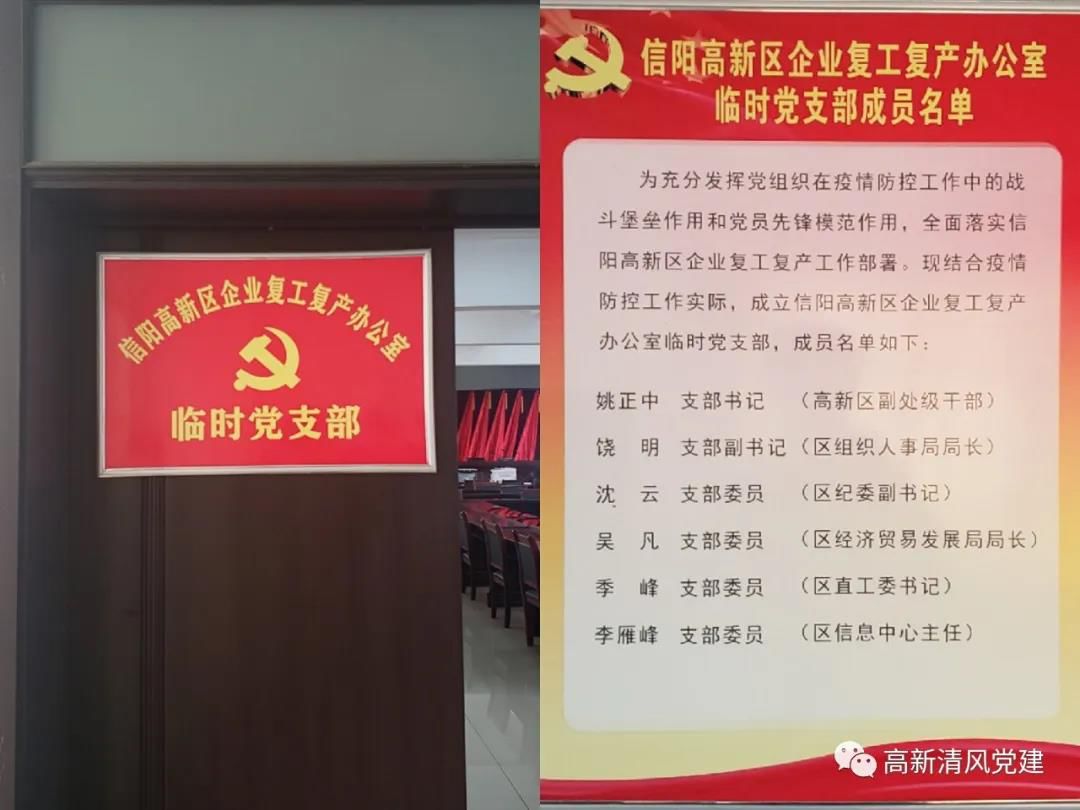 信阳高新区企业复工复产办公室
临时党支部
信阳高新区企业复工复产办公室
临时党支部成员名单
为充分发挥党组织在疫情防控工作中的战
斗堡垒作用和党员先锋模范作用，全面落实信
阳高新区企业复工复产工作部署。现结合疫情
防控工作实际，成立信阳高新区企业复工复产
办公室临时党支部，成员名单如下：
姚正中 支部书记 （高新区副处级干部）
饶 明 支部副书记（区组织人事局局长）
沈 云 支部委员 （区纪委副书记）
吴 凡 支部委员 （区经济贸易发展局局长）
季 峰 支部委员 （区直工委书记）
李雁峰 支部委员 （区信息中心主任）
高新清风党建